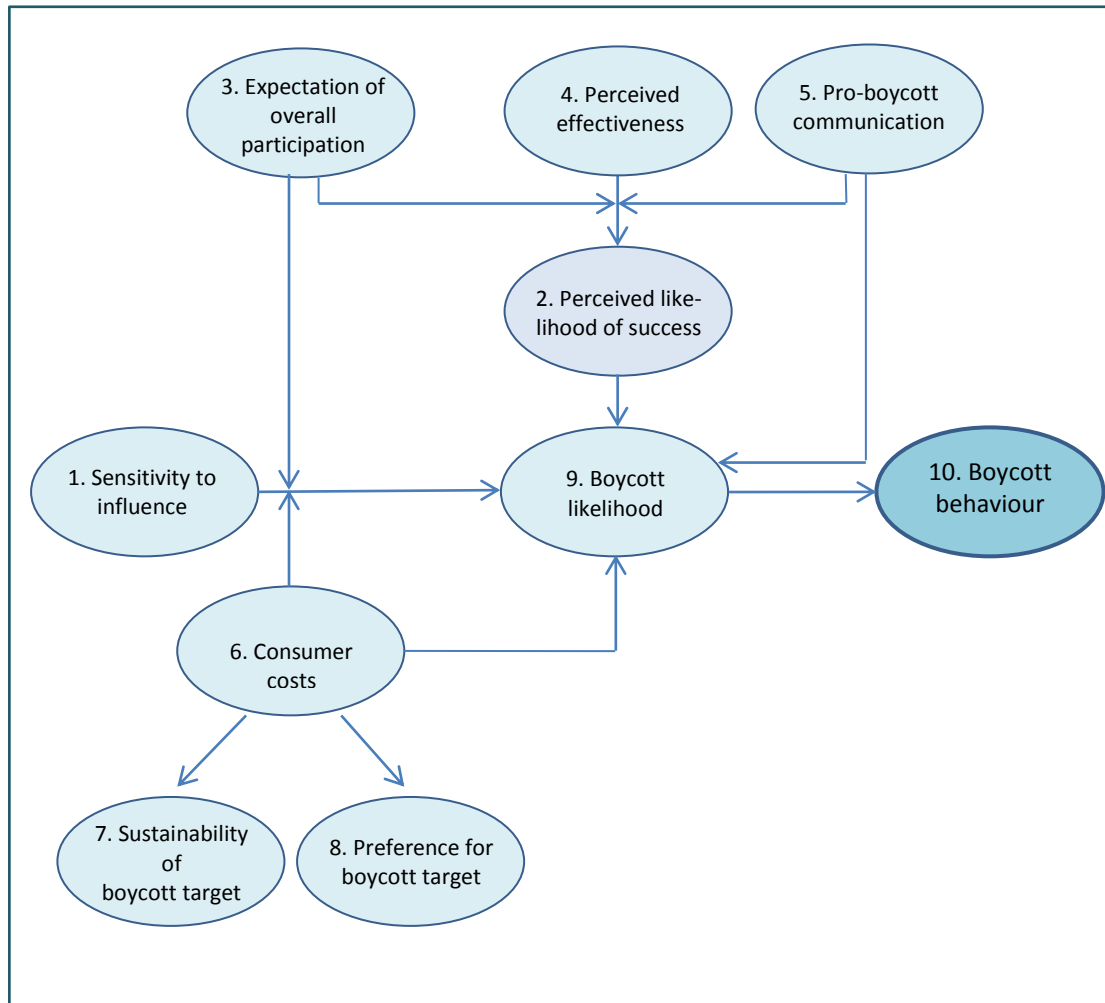 3. Expectation of
overall
participation
4. Perceived
effectiveness
5. Pro-boycott
communication
2. Perceived like-
lihood of success
1. Sensitivity to
influence
9. Boycott
likelihood
10. Boycott
behaviour
6. Consumer
costs
7. Sustainability
of
boycott target
8. Preference for
boycott target